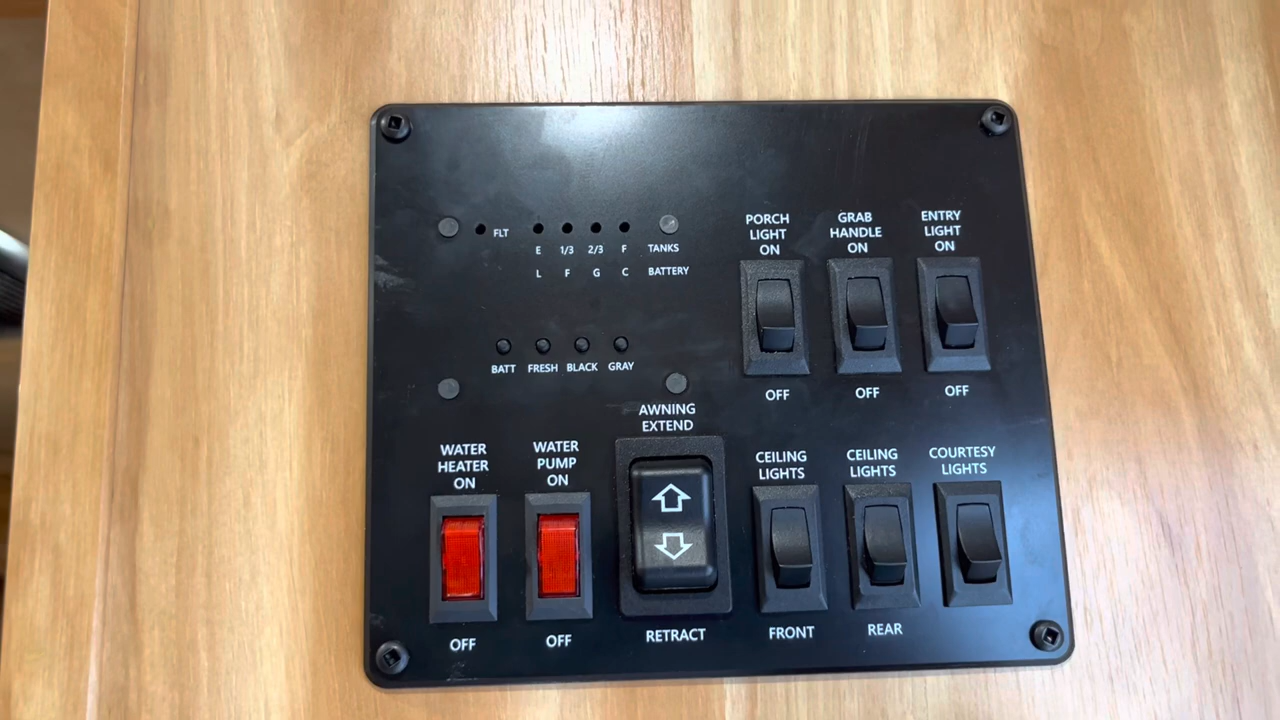 FLT
E 1/3 2/3 F TANKS
L F G C BATTERY
BATT FRESH BLACK GRAY
PORCH
LIGHT
ON
OFF
GRAB
HANDLE
ON
OFF
ENTRY
LIGHT
ON
OFF
WATER
HEATER
ON
OFF
WATER
PUMP
ON
OFF
AWNING
EXTEND
RETRACT
CEILING
LIGHTS
FRONT
CEILING
LIGHTS
REAR
COURTESY
LIGHTS